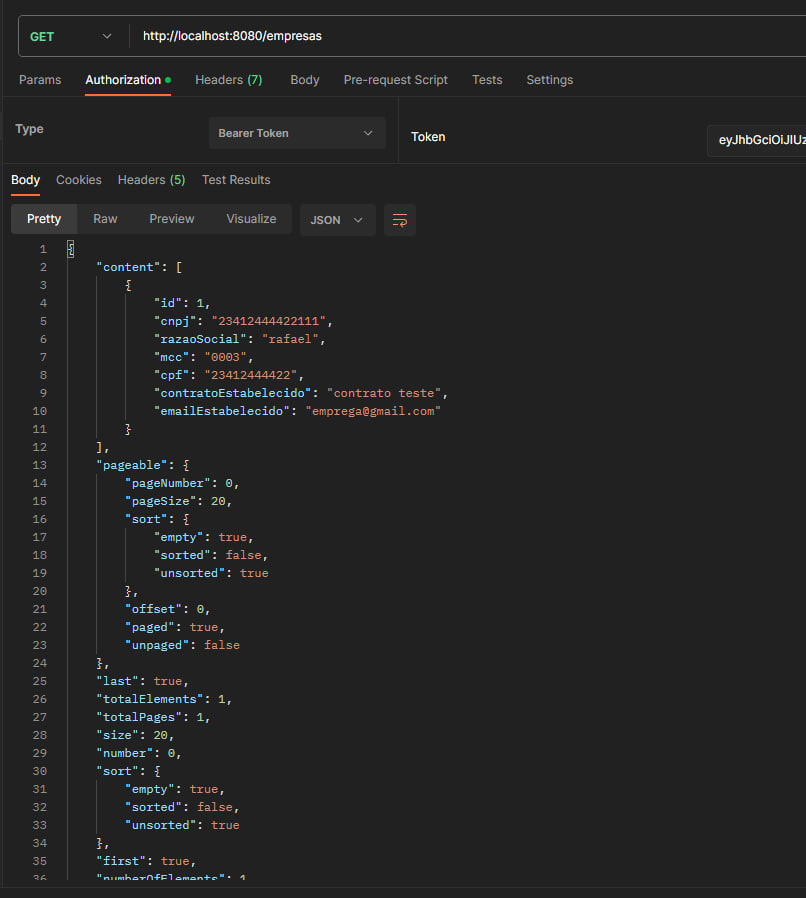 GET http://localhost:8080/empresas
Params Authorization Headers (7) Body Pre-request Script Tests Settings
Type Bearer Token Token eyJhbGciOiJIUz
Body Cookies Headers (5) Test Results
Pretty Raw Preview Visualize JSON
1 {
2 "content": [
3 {
4 "id": 1,
5 "cnpj": "23412444422111",
6 "razaoSocial": "rafael",
7 "mcc": "0003",
8 "cpf": "23412444422",
9 "contratoEstabelecido": "contrato teste",
10 "emailEstabelecido": "emprega@gmail.com"
11 }
12 ],
13 "pageable": {
14 "pageNumber": 0,
15 "pageSize": 20,
16 "sort": {
17 "empty": true,
18 "sorted": false,
19 "unsorted": true
20 },
21 "offset": 0,
22 "paged": true,
23 "unpaged": false
24 },
25 "last": true,
26 "totalElements": 1,
27 "totalPages": 1,
28 "size": 20,
29 "number": 0,
30 "sort": {
31 "empty": true,
32 "sorted": false,
33 "unsorted": true
34 },
35 "first": true,
36 "numberOfElements": 1